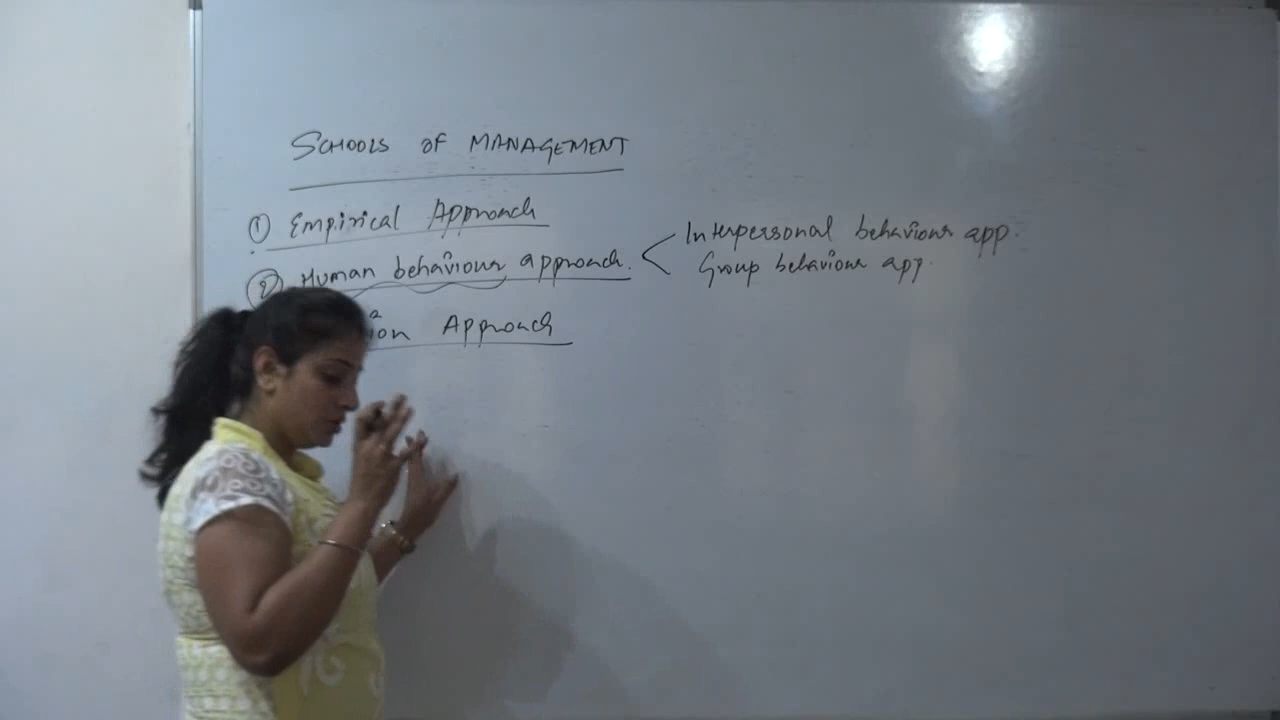 SCHOOLS OF MANAGEMENT
① Empirical Approach
② Human behaviour approach.
Interpersonal behaviour app.
Group behaviour app.
Approach